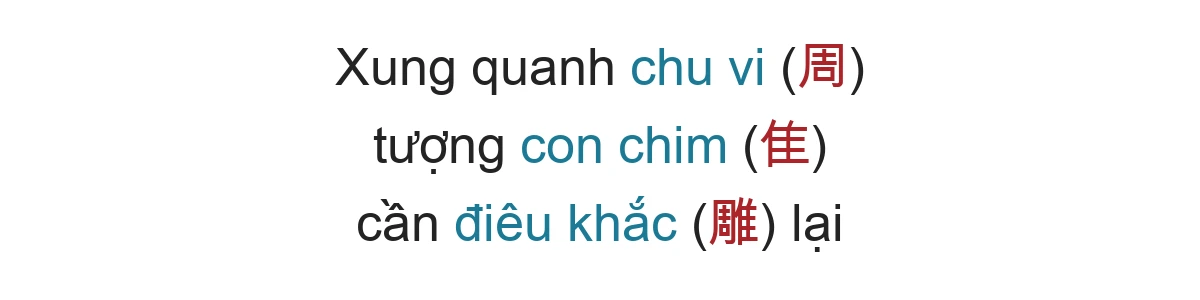 Xung quanh chu vi (周)
tượng con chim (隹)
cần điêu khắc (雕) lại